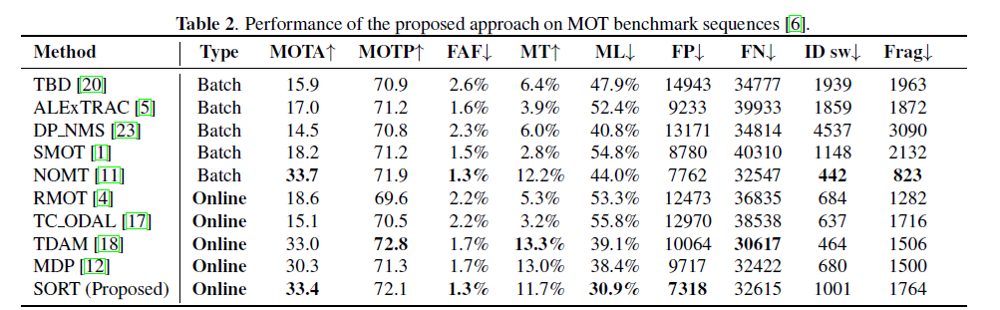 Table 2. Performance of the proposed approach on MOT benchmark sequences [6].
Method Type MOTA↑ MOTP↑ FAF↓ MT↑ ML↓ FP↓ FN↓ ID sw↓ Frag↓
TBD [20] Batch 15.9 70.9 2.6% 6.4% 47.9% 14943 34777 1939 1963
ALExTRAC [5] Batch 17.0 71.2 1.6% 3.9% 52.4% 9233 39933 1859 1872
DP_NMS [23] Batch 14.5 70.8 2.3% 6.0% 40.8% 13171 34814 4537 3090
SMOT [1] Batch 18.2 71.2 1.5% 2.8% 54.8% 8780 40310 1148 2132
NOMT [11] Batch 33.7 71.9 1.3% 12.2% 44.0% 7762 32547 442 823
RMOT [4] Online 18.6 69.6 2.2% 5.3% 53.3% 12473 36835 684 1282
TC_ODAL [17] Online 15.1 70.5 2.2% 3.2% 55.8% 12970 38538 637 1716
TDAM [18] Online 33.0 72.8 1.7% 13.3% 39.1% 10064 30617 464 1506
MDP [12] Online 30.3 71.3 1.7% 13.0% 38.4% 9717 32422 680 1500
SORT (Proposed) Online 33.4 72.1 1.3% 11.7% 30.9% 7318 32615 1001 1764